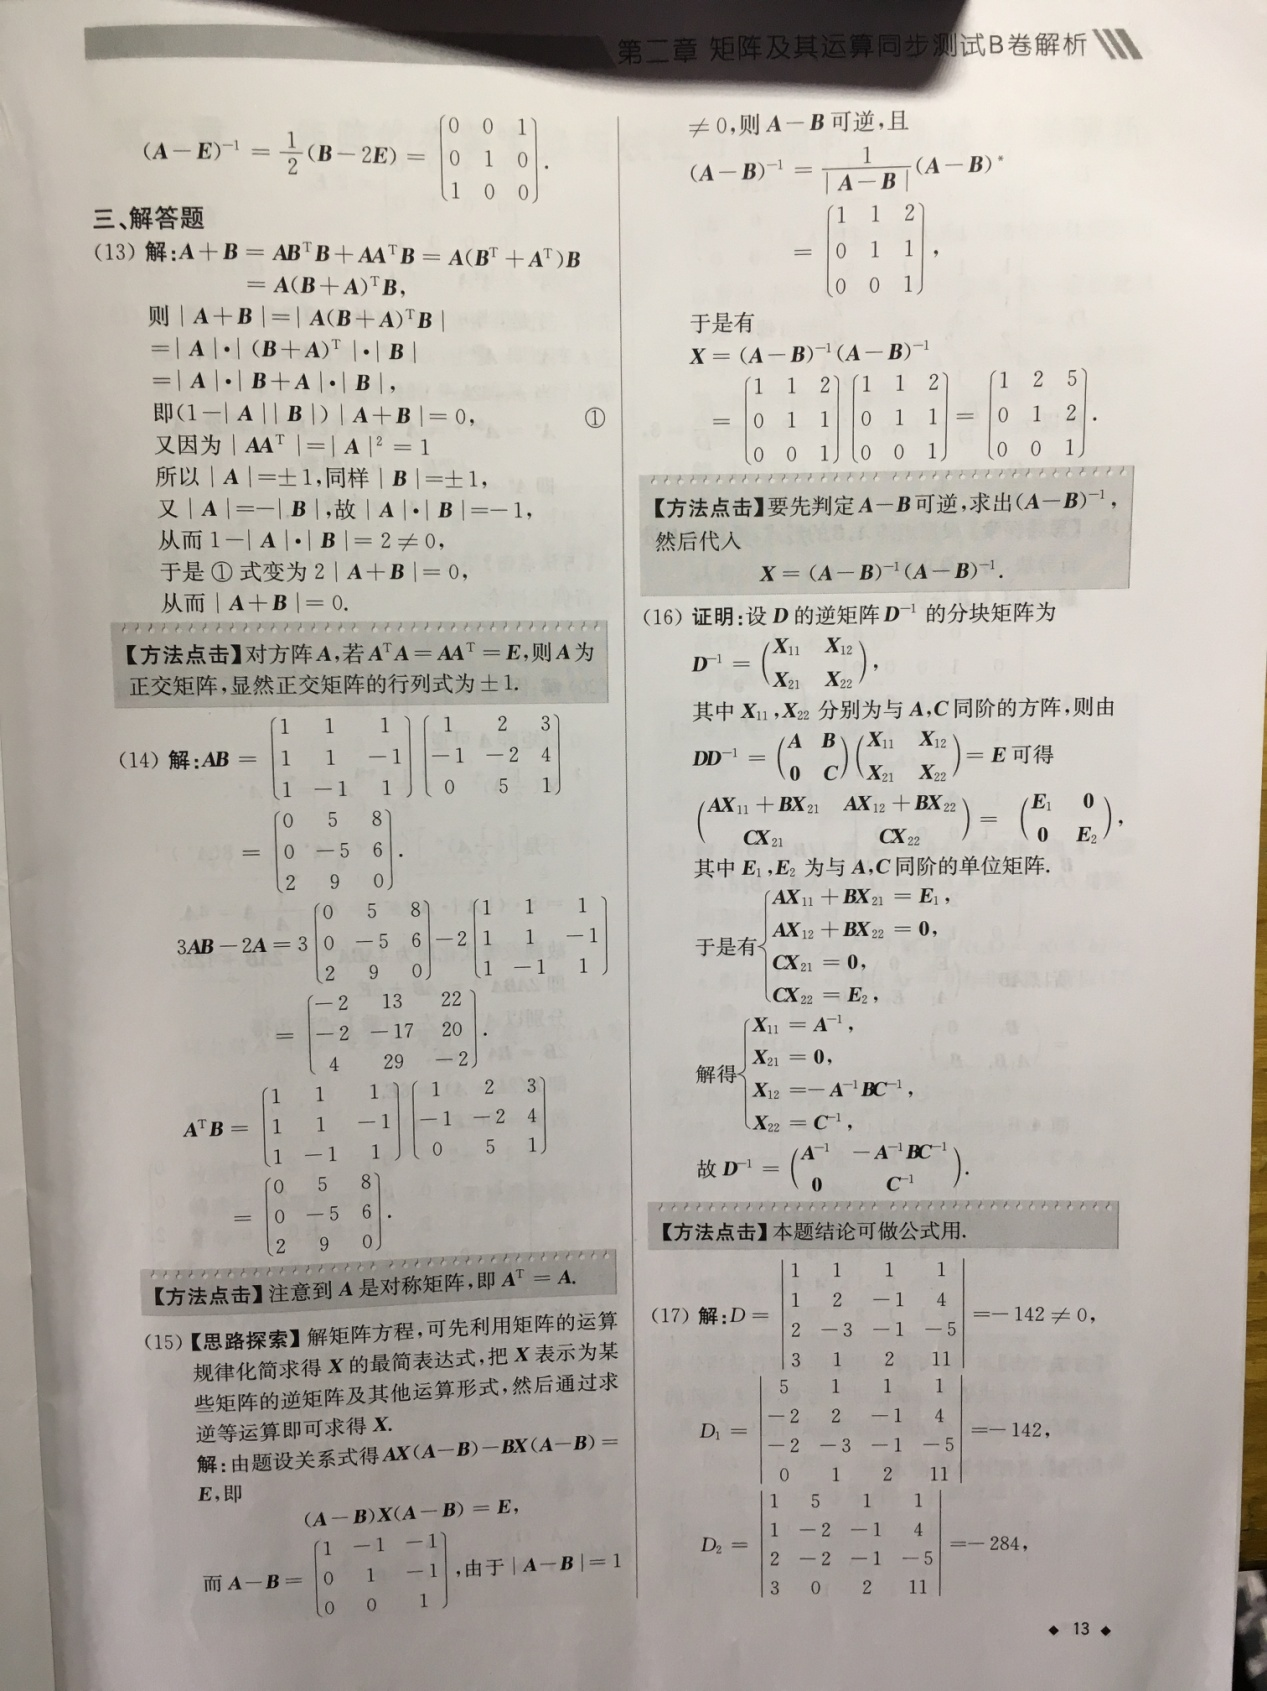 第二章 矩阵及其运算同步测试B卷解析
(A－E)⁻¹ = 1/2 (B－2E) = (0 0 1
0 1 0
1 0 0).
三、解答题
(13) 解:A＋B = ABᵀB＋AAᵀB = A(Bᵀ＋Aᵀ)B
= A(B＋A)ᵀB,
则|A＋B|=|A(B＋A)ᵀB|
=|A|·|(B＋A)ᵀ|·|B|
=|A|·|B＋A|·|B|,
即(1－|A||B|)|A＋B|= 0, ①
又因为|AAᵀ|=|A|² = 1
所以|A|=±1,同样|B|=±1,
又|A|=－|B|,故|A|·|B|=－1,
从而 1－|A|·|B|= 2 ≠ 0,
于是 ① 式变为 2|A＋B|= 0,
从而|A＋B|= 0.
【方法点击】对方阵A,若AᵀA = AAᵀ = E,则A为
正交矩阵,显然正交矩阵的行列式为±1.
(14) 解:AB = (1 1 1
1 1 －1
1 －1 1)(1 2 3
－1 －2 4
0 5 1)
= (0 5 8
0 －5 6
2 9 0).
3AB－2A = 3(0 5 8
0 －5 6
2 9 0)－2(1 1 1
1 1 －1
1 －1 1)
= (－2 13 22
－2 －17 20
4 29 －2).
AᵀB = (1 1 1
1 1 －1
1 －1 1)(1 2 3
－1 －2 4
0 5 1)
= (0 5 8
0 －5 6
2 9 0).
【方法点击】注意到 A 是对称矩阵,即 Aᵀ = A.
(15)【思路探索】解矩阵方程,可先利用矩阵的运算
规律化简求得 X 的最简表达式,把 X 表示为某
些矩阵的逆矩阵及其他运算形式,然后通过求
逆等运算即可求得 X.
解:由题设关系式得AX(A－B)－BX(A－B) =
E,即
(A－B)X(A－B) = E,
而 A－B = (1 －1 －1
0 1 －1
0 0 1),由于|A－B|= 1
≠ 0,则 A－B 可逆,且
(A－B)⁻¹ = 1/|A－B| (A－B)*
= (1 1 2
0 1 1
0 0 1),
于是有
X = (A－B)⁻¹(A－B)⁻¹
= (1 1 2
0 1 1
0 0 1)(1 1 2
0 1 1
0 0 1) = (1 2 5
0 1 2
0 0 1).
【方法点击】要先判定A－B可逆,求出(A－B)⁻¹,
然后代入
X = (A－B)⁻¹(A－B)⁻¹.
(16) 证明:设 D 的逆矩阵 D⁻¹ 的分块矩阵为
D⁻¹ = (X₁₁ X₁₂
X₂₁ X₂₂),
其中 X₁₁,X₂₂ 分别为与 A,C 同阶的方阵,则由
DD⁻¹ = (A B
0 C)(X₁₁ X₁₂
X₂₁ X₂₂) = E 可得
(AX₁₁＋BX₂₁ AX₁₂＋BX₂₂
CX₂₁ CX₂₂) = (E₁ 0
0 E₂),
其中 E₁,E₂ 为与 A,C 同阶的单位矩阵.
于是有{AX₁₁＋BX₂₁ = E₁,
AX₁₂＋BX₂₂ = 0,
CX₂₁ = 0,
CX₂₂ = E₂,
解得{X₁₁ = A⁻¹,
X₂₁ = 0,
X₁₂ =－A⁻¹BC⁻¹,
X₂₂ = C⁻¹,
故 D⁻¹ = (A⁻¹ －A⁻¹BC⁻¹
0 C⁻¹).
【方法点击】本题结论可做公式用.
(17) 解:D = |1 1 1 1
1 2 －1 4
2 －3 －1 －5
3 1 2 11| =－142 ≠ 0,
D₁ = |5 1 1 1
－2 2 －1 4
－2 －3 －1 －5
0 1 2 11| =－142,
D₂ = |1 5 1 1
1 －2 －1 4
2 －2 －1 －5
3 0 2 11| =－284,
◆ 13 ◆